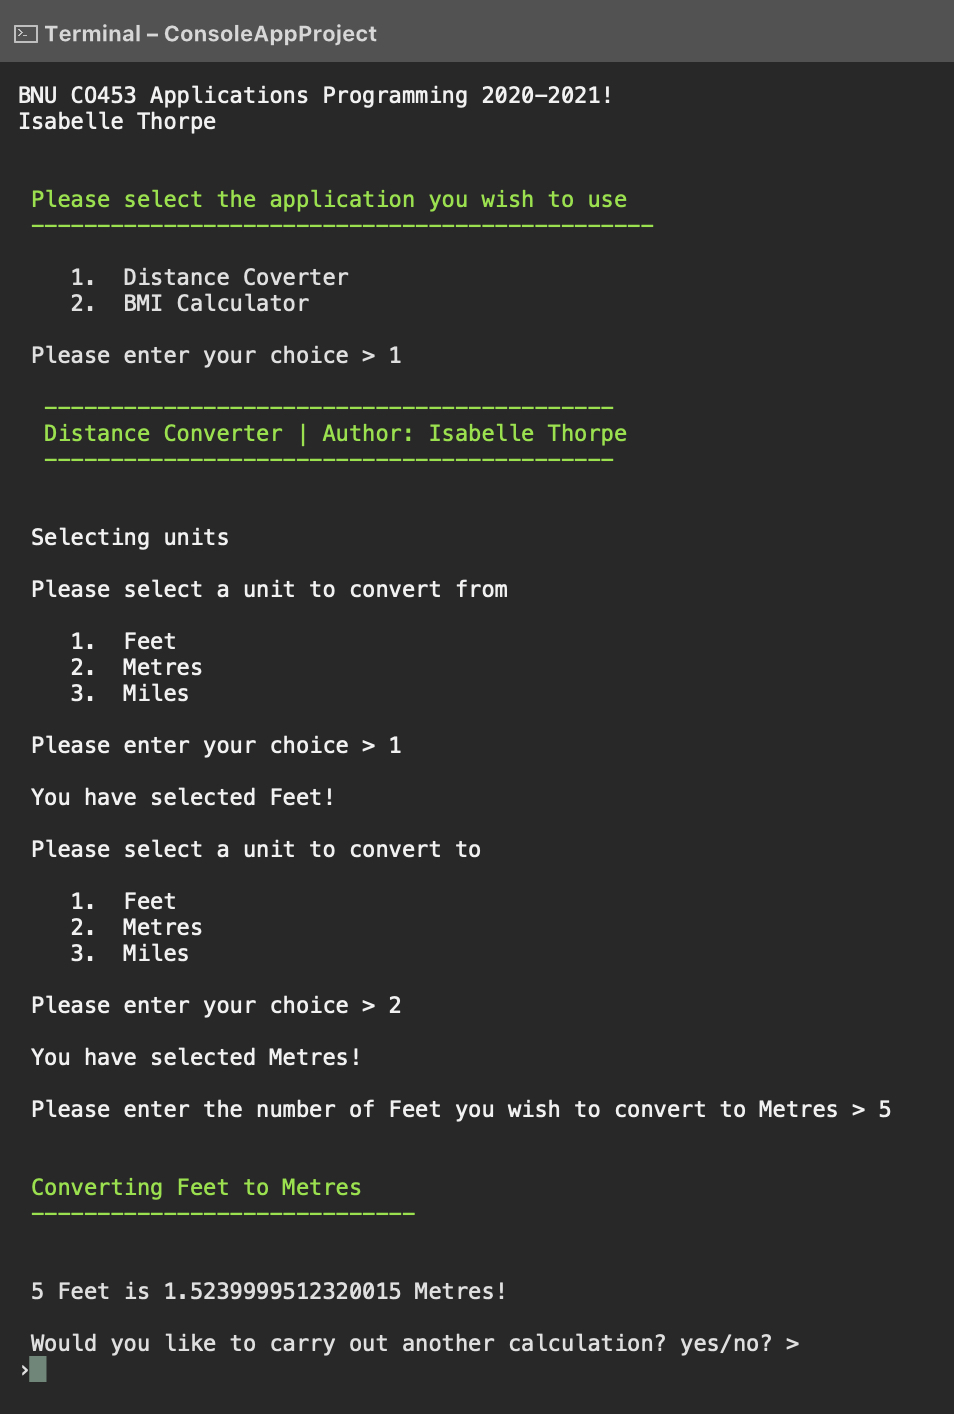 Terminal – ConsoleAppProject
BNU CO453 Applications Programming 2020-2021!
Isabelle Thorpe
Please select the application you wish to use
-----------------------------------------------
1. Distance Coverter
2. BMI Calculator
Please enter your choice > 1
-------------------------------------------
Distance Converter | Author: Isabelle Thorpe
-------------------------------------------
Selecting units
Please select a unit to convert from
1. Feet
2. Metres
3. Miles
Please enter your choice > 1
You have selected Feet!
Please select a unit to convert to
1. Feet
2. Metres
3. Miles
Please enter your choice > 2
You have selected Metres!
Please enter the number of Feet you wish to convert to Metres > 5
Converting Feet to Metres
-----------------------------
5 Feet is 1.5239999512320015 Metres!
Would you like to carry out another calculation? yes/no? >
›